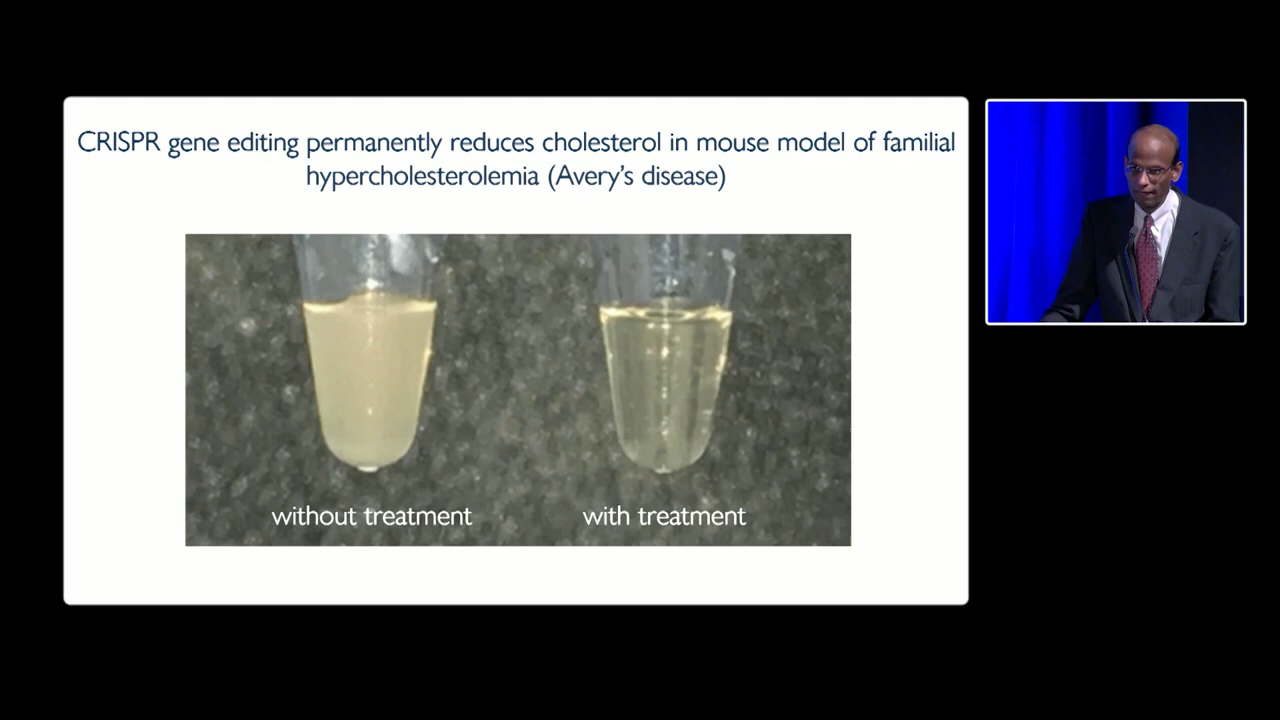 CRISPR gene editing permanently reduces cholesterol in mouse model of familial
hypercholesterolemia (Avery’s disease)
without treatment
with treatment